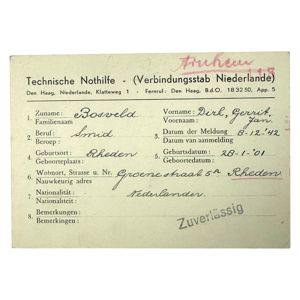 Arnhem
Technische Nothilfe - (Verbindungsstab Niederlande)
Den Haag, Niederlande, Klatteweg 1 - Fernruf: Den Haag, B.d.O. 183250, App. 5
1. Zuname: Bosveld Vorname: Dirk, Gerrit,
Familienaam Voornaam: Jan
2. Beruf: Smid 3. Datum der Meldung 8-12-'42
Beroep: Datum van aanmelding
4. Geburtsort: Rheden 5. Geburtsdatum: 28-1-'01
Geboorteplaats: Geboortedatum:
6. Wohnort, Strasse u. Nr. Groenestraat 5a Rheden
Nauwkeurig adres
7. Nationalität: Nederlander
Nationaliteit:
8. Bemerkungen:
Bemerkingen:
Zuverlässig